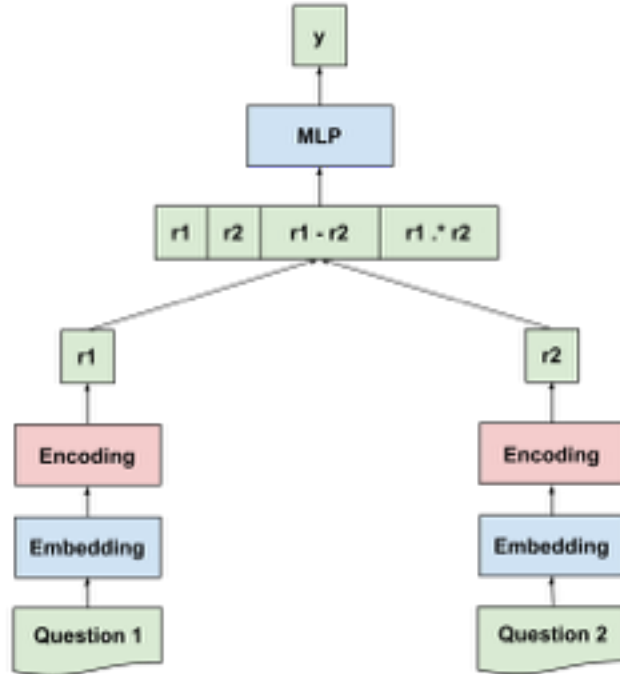 y
MLP
r1 r2 r1 - r2 r1 .* r2
r1 r2
Encoding Encoding
Embedding Embedding
Question 1 Question 2